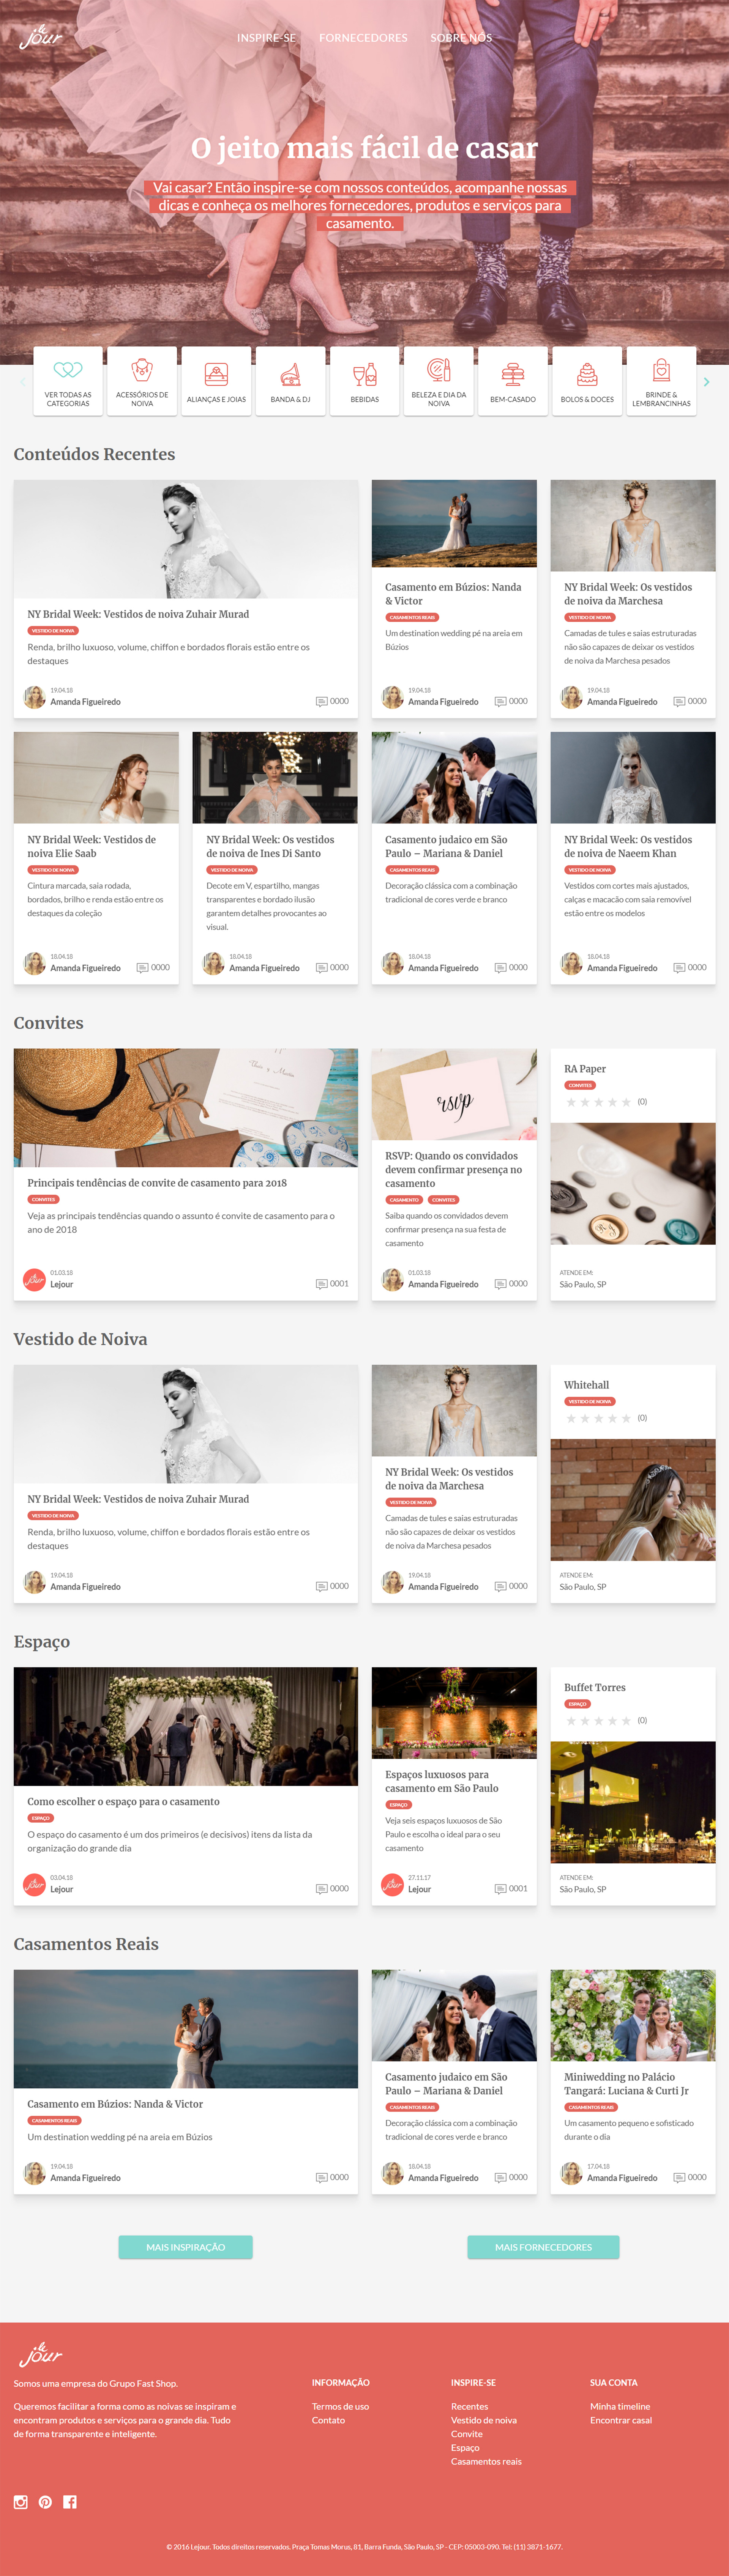 le jour
INSPIRE-SE FORNECEDORES SOBRE NÓS
O jeito mais fácil de casar
Vai casar? Então inspire-se com nossos conteúdos, acompanhe nossas
dicas e conheça os melhores fornecedores, produtos e serviços para
casamento.
VER TODAS AS
CATEGORIAS
ACESSÓRIOS DE
NOIVA
ALIANÇAS E JOIAS
BANDA & DJ
BEBIDAS
BELEZA E DIA DA
NOIVA
BEM-CASADO
BOLOS & DOCES
BRINDE &
LEMBRANCINHAS
Conteúdos Recentes
NY Bridal Week: Vestidos de noiva Zuhair Murad
VESTIDO DE NOIVA
Renda, brilho luxuoso, volume, chiffon e bordados florais estão entre os
destaques
19.04.18
Amanda Figueiredo
0000
Casamento em Búzios: Nanda
& Victor
CASAMENTOS REAIS
Um destination wedding pé na areia em
Búzios
19.04.18
Amanda Figueiredo
0000
NY Bridal Week: Os vestidos
de noiva da Marchesa
VESTIDO DE NOIVA
Camadas de tules e saias estruturadas
não são capazes de deixar os vestidos
de noiva da Marchesa pesados
19.04.18
Amanda Figueiredo
0000
NY Bridal Week: Vestidos de
noiva Elie Saab
VESTIDO DE NOIVA
Cintura marcada, saia rodada,
bordados, brilho e renda estão entre os
destaques da coleção
18.04.18
Amanda Figueiredo
0000
NY Bridal Week: Os vestidos
de noiva de Ines Di Santo
VESTIDO DE NOIVA
Decote em V, espartilho, mangas
transparentes e bordado ilusão
garantem detalhes provocantes ao
visual.
18.04.18
Amanda Figueiredo
0000
Casamento judaico em São
Paulo – Mariana & Daniel
CASAMENTOS REAIS
Decoração clássica com a combinação
tradicional de cores verde e branco
18.04.18
Amanda Figueiredo
0000
NY Bridal Week: Os vestidos
de noiva de Naeem Khan
VESTIDO DE NOIVA
Vestidos com cortes mais ajustados,
calças e macacão com saia removível
estão entre os modelos
18.04.18
Amanda Figueiredo
0000
Convites
Principais tendências de convite de casamento para 2018
CONVITES
Veja as principais tendências quando o assunto é convite de casamento para o
ano de 2018
01.03.18
Lejour
0001
rsvp
RSVP: Quando os convidados
devem confirmar presença no
casamento
CASAMENTO CONVITES
Saiba quando os convidados devem
confirmar presença na sua festa de
casamento
01.03.18
Amanda Figueiredo
0000
RA Paper
CONVITES
(0)
ATENDE EM:
São Paulo, SP
Vestido de Noiva
NY Bridal Week: Vestidos de noiva Zuhair Murad
VESTIDO DE NOIVA
Renda, brilho luxuoso, volume, chiffon e bordados florais estão entre os
destaques
19.04.18
Amanda Figueiredo
0000
NY Bridal Week: Os vestidos
de noiva da Marchesa
VESTIDO DE NOIVA
Camadas de tules e saias estruturadas
não são capazes de deixar os vestidos
de noiva da Marchesa pesados
19.04.18
Amanda Figueiredo
0000
Whitehall
VESTIDO DE NOIVA
(0)
ATENDE EM:
São Paulo, SP
Espaço
Como escolher o espaço para o casamento
ESPAÇO
O espaço do casamento é um dos primeiros (e decisivos) itens da lista da
organização do grande dia
03.04.18
Lejour
0000
Espaços luxuosos para
casamento em São Paulo
ESPAÇO
Veja seis espaços luxuosos de São
Paulo e escolha o ideal para o seu
casamento
27.11.17
Lejour
0001
Buffet Torres
ESPAÇO
(0)
ATENDE EM:
São Paulo, SP
Casamentos Reais
Casamento em Búzios: Nanda & Victor
CASAMENTOS REAIS
Um destination wedding pé na areia em Búzios
19.04.18
Amanda Figueiredo
0000
Casamento judaico em São
Paulo – Mariana & Daniel
CASAMENTOS REAIS
Decoração clássica com a combinação
tradicional de cores verde e branco
18.04.18
Amanda Figueiredo
0000
Miniwedding no Palácio
Tangará: Luciana & Curti Jr
CASAMENTOS REAIS
Um casamento pequeno e sofisticado
durante o dia
17.04.18
Amanda Figueiredo
0000
MAIS INSPIRAÇÃO
MAIS FORNECEDORES
le jour
Somos uma empresa do Grupo Fast Shop.
Queremos facilitar a forma como as noivas se inspiram e
encontram produtos e serviços para o grande dia. Tudo
de forma transparente e inteligente.
INFORMAÇÃO
Termos de uso
Contato
INSPIRE-SE
Recentes
Vestido de noiva
Convite
Espaço
Casamentos reais
SUA CONTA
Minha timeline
Encontrar casal
© 2016 Lejour. Todos direitos reservados. Praça Tomas Morus, 81, Barra Funda, São Paulo, SP - CEP: 05003-090. Tel: (11) 3871-1677.